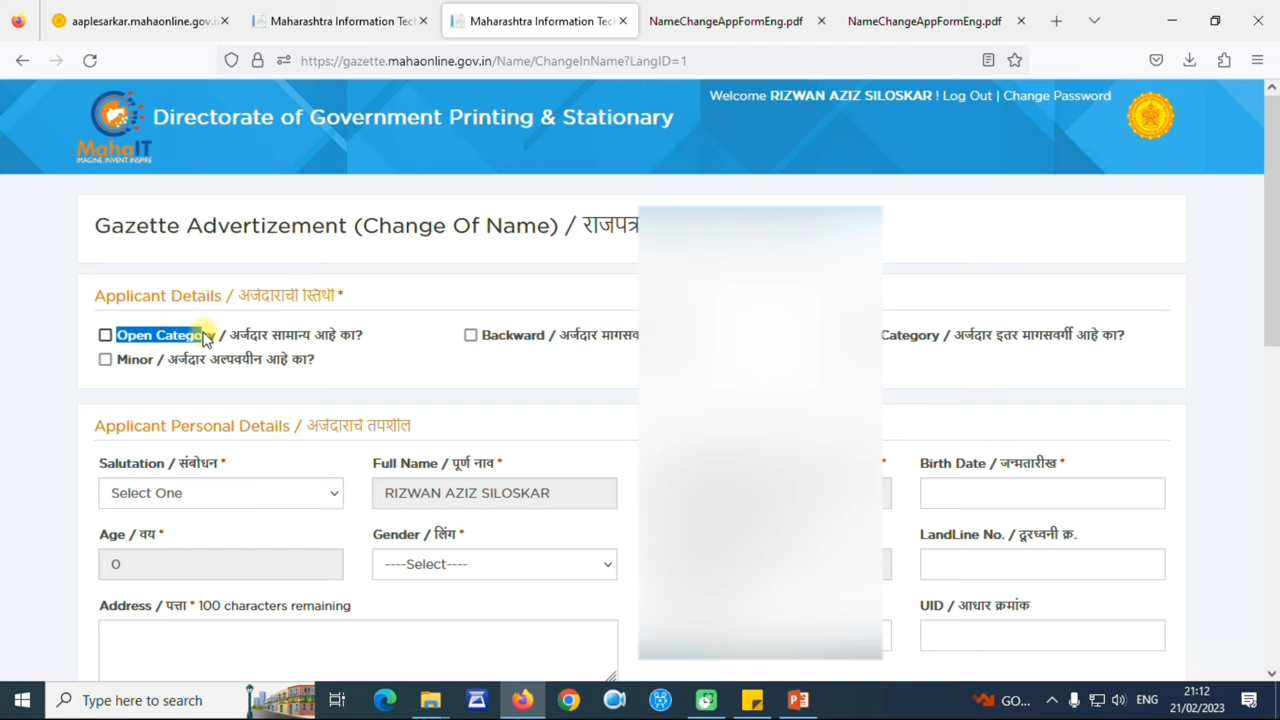 aaplesarkar.mahaonline.gov.i
Maharashtra Information Tec
Maharashtra Information Tec
NameChangeAppFormEng.pdf
NameChangeAppFormEng.pdf
https://gazette.mahaonline.gov.in/Name/ChangeInName?LangID=1
Welcome RIZWAN AZIZ SILOSKAR ! Log Out | Change Password
Directorate of Government Printing & Stationary
MahaIT
IMAGINE. INVENT. INSPIRE
Gazette Advertizement (Change Of Name) / राजपत्र
Applicant Details / अर्जदाराची स्तिथी *
Open Category / अर्जदार सामान्य आहे का?
Backward / अर्जदार मागसव
Category / अर्जदार इतर मागसवर्गी आहे का?
Minor / अर्जदार अल्पवयीन आहे का?
Applicant Personal Details / अर्जदाराचे तपशील
Salutation / संबोधन *
Full Name / पूर्ण नाव *
*
Birth Date / जन्मतारीख *
Select One
RIZWAN AZIZ SILOSKAR
Age / वय *
Gender / लिंग *
LandLine No. / दूरध्वनी क्र.
0
----Select----
Address / पत्ता * 100 characters remaining
UID / आधार क्रमांक
Type here to search
GO...
ENG
21:12
21/02/2023